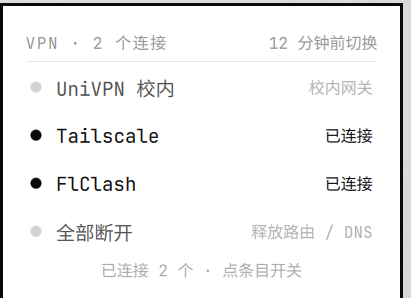 VPN · 2 个连接 12 分钟前切换
UniVPN 校内 校内网关
Tailscale 已连接
FlClash 已连接
全部断开 释放路由 / DNS
已连接 2 个 · 点条目开关